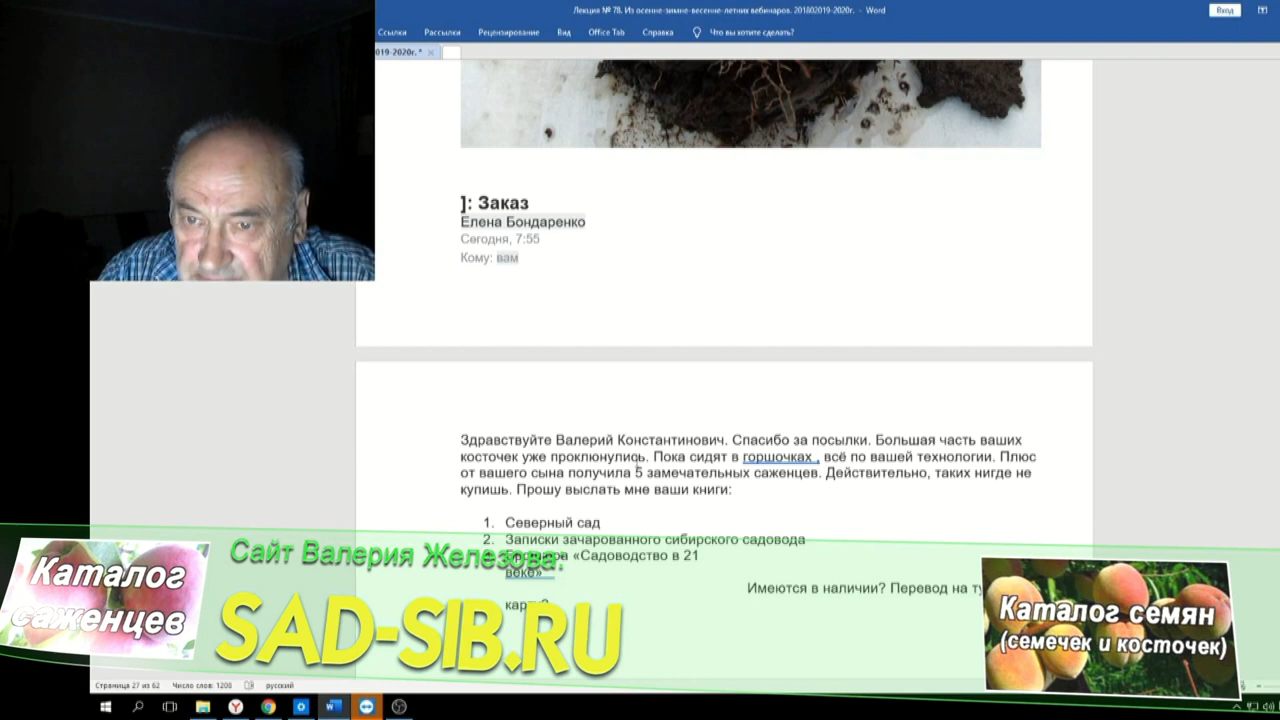 Лекция № 78. Из осенне-зимне-весенне-летних вебинаров. 201802019-2020г. - Word
Вход
Ссылки Рассылки Рецензирование Вид Office Tab Справка Что вы хотите сделать?
019-2020г. *
]: Заказ
Елена Бондаренко
Сегодня, 7:55
Кому: вам
Здравствуйте Валерий Константинович. Спасибо за посылки. Большая часть ваших
косточек уже проклюнулись. Пока сидят в горшочках , всё по вашей технологии. Плюс
от вашего сына получила 5 замечательных саженцев. Действительно, таких нигде не
купишь. Прошу выслать мне ваши книги:
1. Северный сад
2. Записки зачарованного сибирского садовода
«Садоводство в 21
веке»
Имеются в наличии? Перевод на
Сайт Валерия Железова:
SAD-SIB.RU
Каталог
саженцев
Каталог семян
(семечек и косточек)
Страница 27 из 62 Число слов: 1208 русский